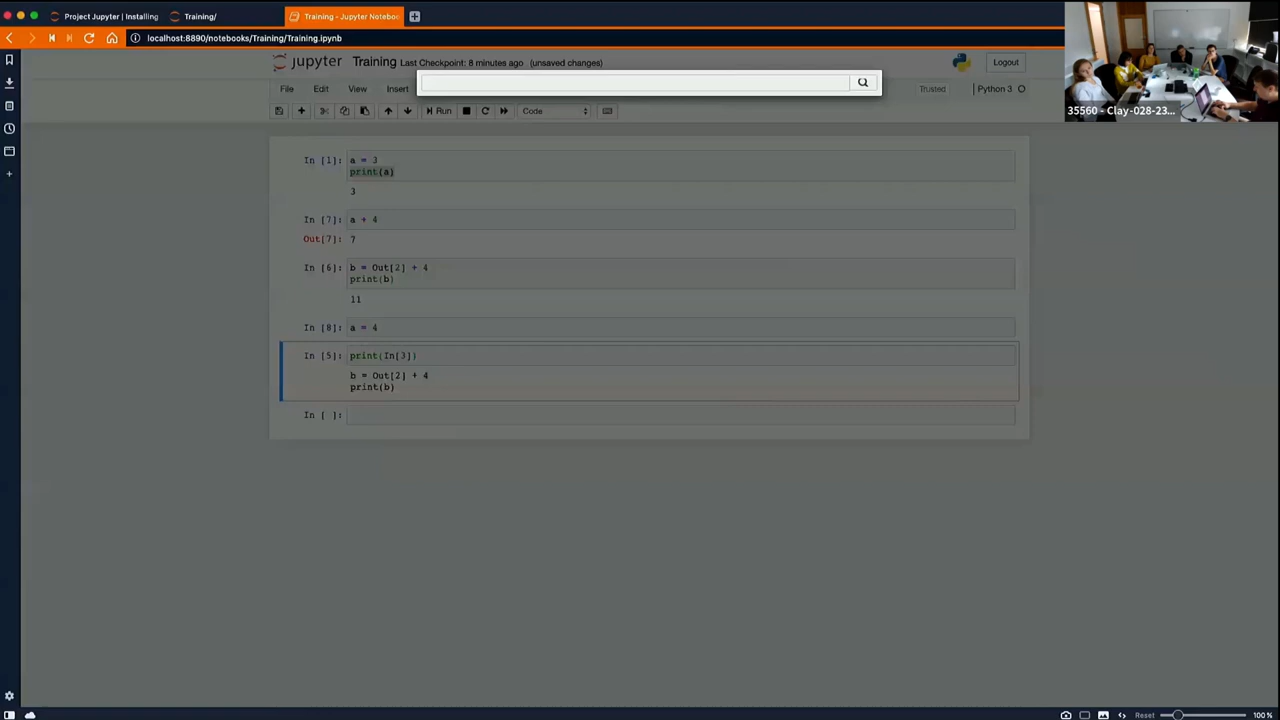 Project Jupyter | Installing
Training/
Training - Jupyter Noteboo
localhost:8890/notebooks/Training/Training.ipynb
jupyter Training Last Checkpoint: 8 minutes ago (unsaved changes)
Logout
File Edit View Insert
Trusted
Python 3
Run
Code
35560 - Clay-028-23...
In [1]: a = 3
print(a)
3
In [7]: a + 4
Out[7]: 7
In [6]: b = Out[2] + 4
print(b)
11
In [8]: a = 4
In [5]: print(In[3])
b = Out[2] + 4
print(b)
In [ ]:
Reset
100 %